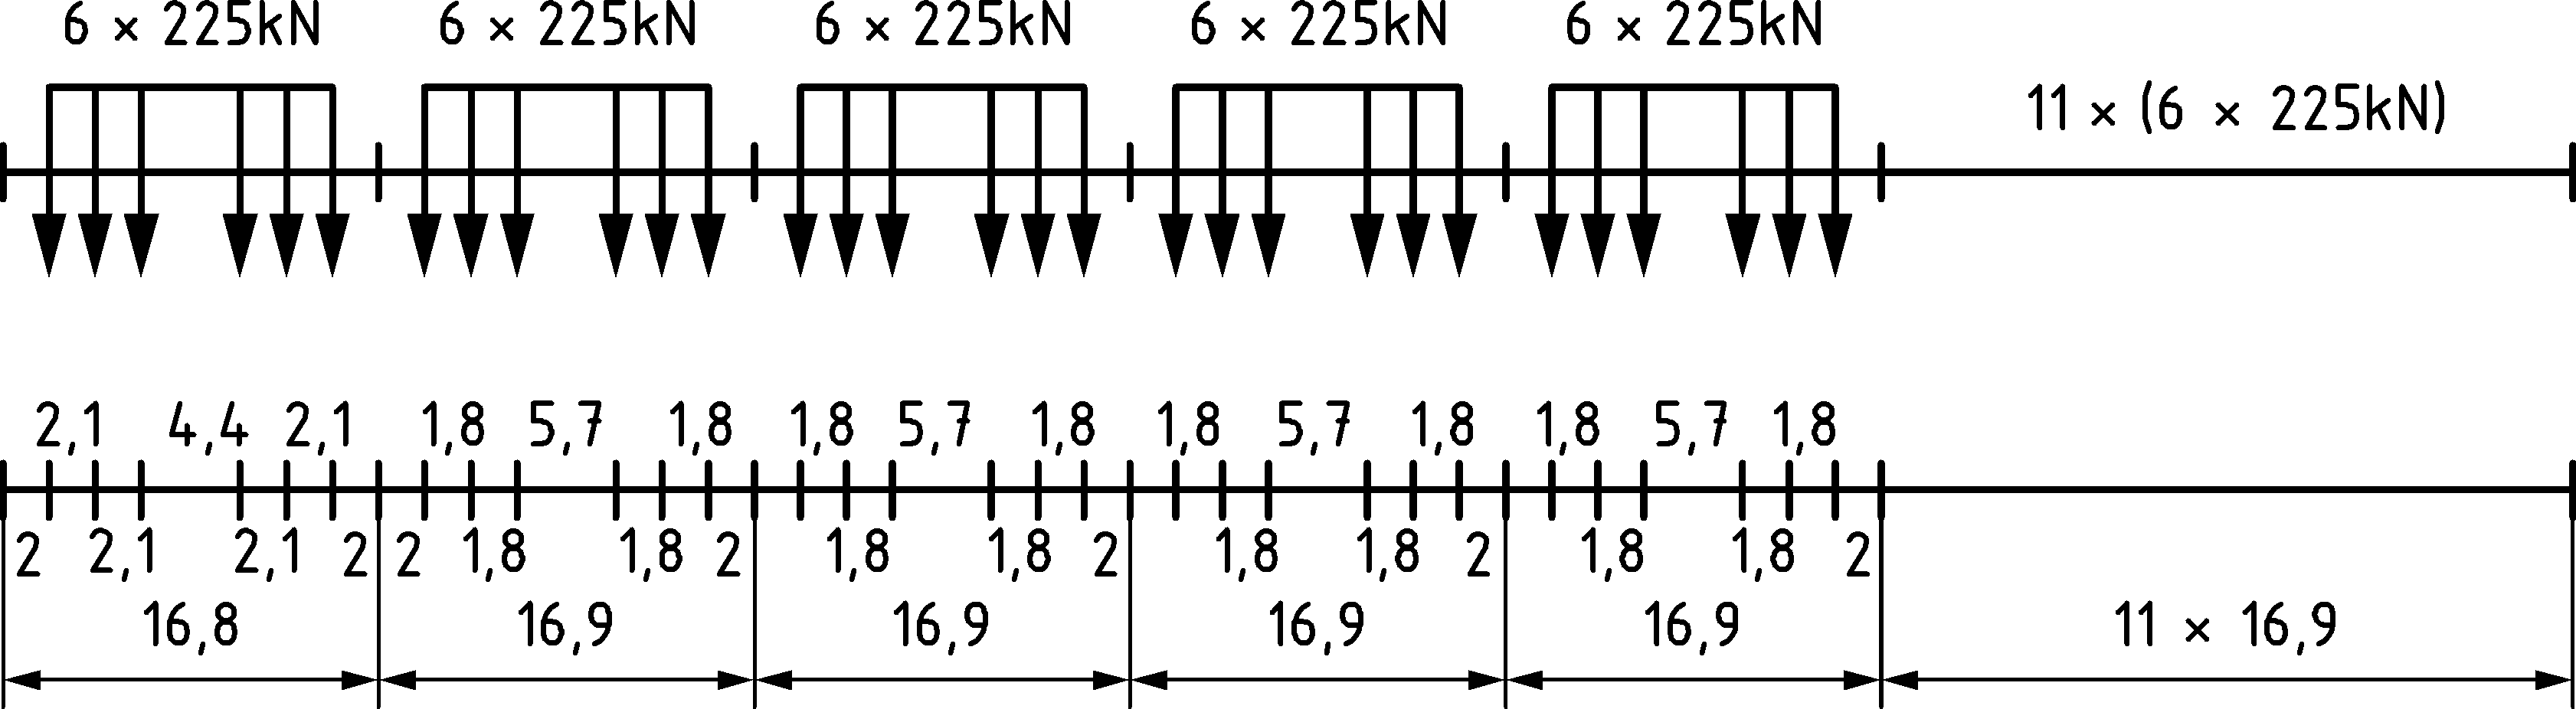 6 × 225kN 6 × 225kN 6 × 225kN 6 × 225kN 6 × 225kN
11 × (6 × 225kN)
2,1 4,4 2,1 1,8 5,7 1,8 1,8 5,7 1,8 1,8 5,7 1,8 1,8 5,7 1,8
2 2,1 2,1 2 2 1,8 1,8 2 1,8 1,8 2 1,8 1,8 2 1,8 1,8 2
16,8 16,9 16,9 16,9 16,9 11 × 16,9